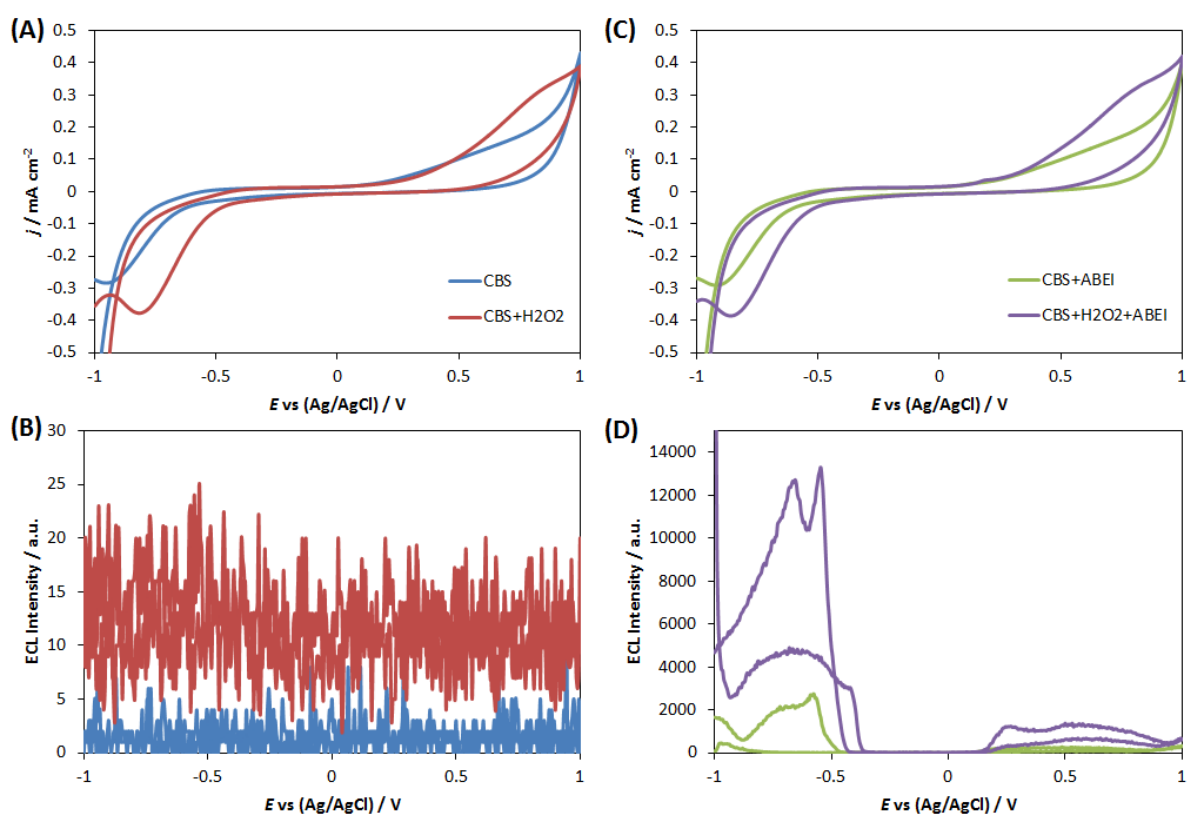 (A)
0.5
0.4
0.3
0.2
0.1
0
-0.1
-0.2
-0.3
-0.4
-0.5
j / mA cm-2
-1 -0.5 0 0.5 1
E vs (Ag/AgCl) / V
CBS
CBS+H2O2
(C)
0.5
0.4
0.3
0.2
0.1
0
-0.1
-0.2
-0.3
-0.4
-0.5
j / mA cm-2
-1 -0.5 0 0.5 1
E vs (Ag/AgCl) / V
CBS+ABEI
CBS+H2O2+ABEI
(B)
30
25
20
15
10
5
0
ECL Intensity / a.u.
-1 -0.5 0 0.5 1
E vs (Ag/AgCl) / V
(D)
14000
12000
10000
8000
6000
4000
2000
0
ECL Intensity / a.u.
-1 -0.5 0 0.5 1
E vs (Ag/AgCl) / V